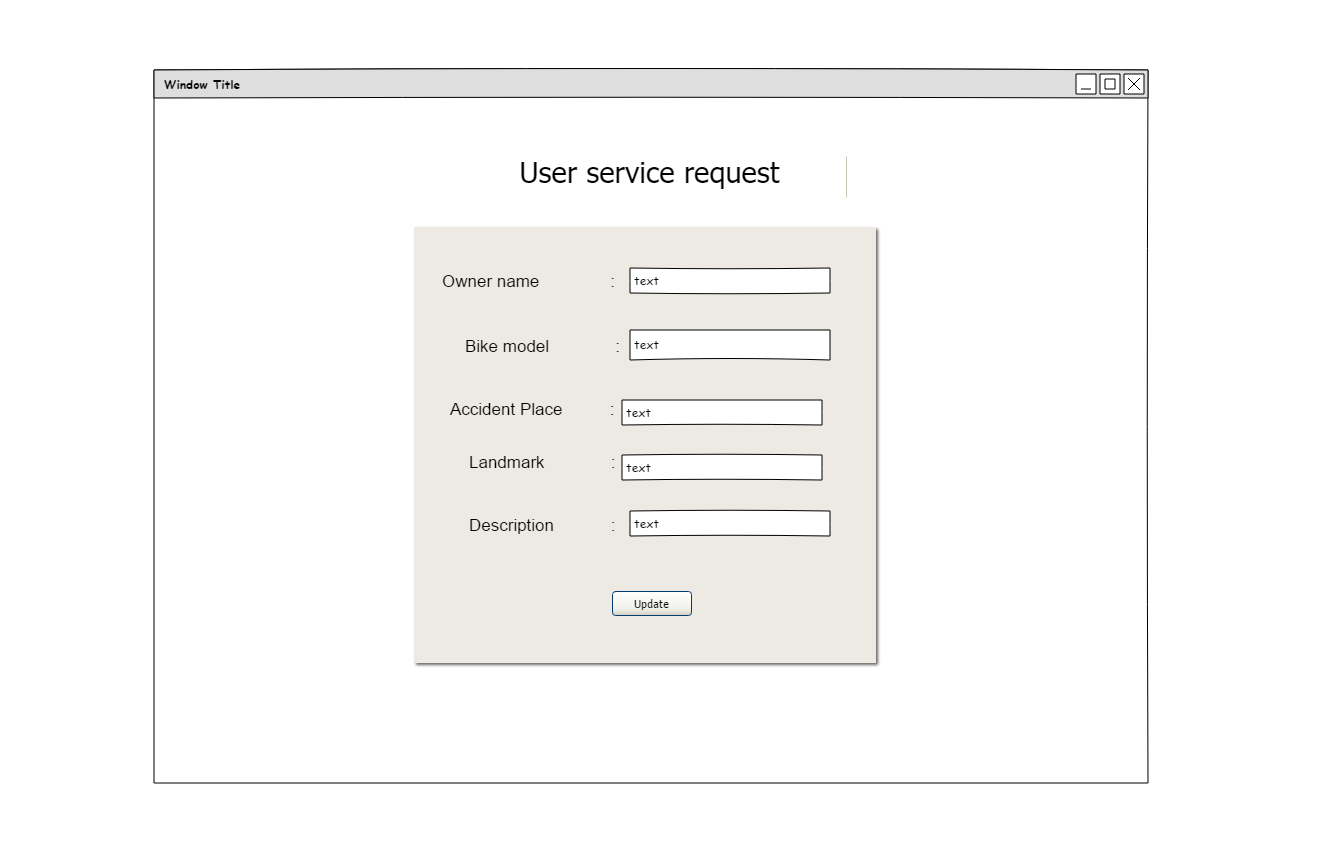 Window Title
User service request
Owner name : text
Bike model : text
Accident Place : text
Landmark : text
Description : text
Update